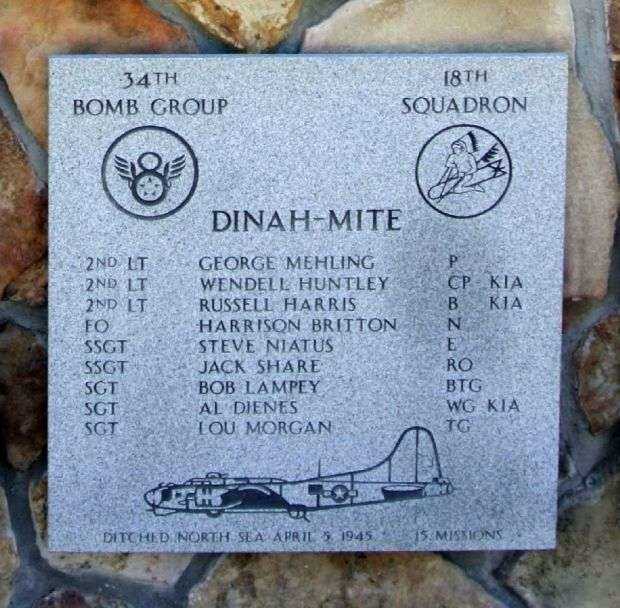 34TH 18TH
BOMB GROUP SQUADRON
8
DINAH-MITE
2ND LT GEORGE MEHLING P
2ND LT WENDELL HUNTLEY CP KIA
2ND LT RUSSELL HARRIS B KIA
FO HARRISON BRITTON N
SSGT STEVE NIATUS E
SSGT JACK SHARE RO
SGT BOB LAMPEY BTG
SGT AL DIENES WG KIA
SGT LOU MORGAN TG
DITCHED NORTH SEA APRIL 5, 1945 15 MISSIONS